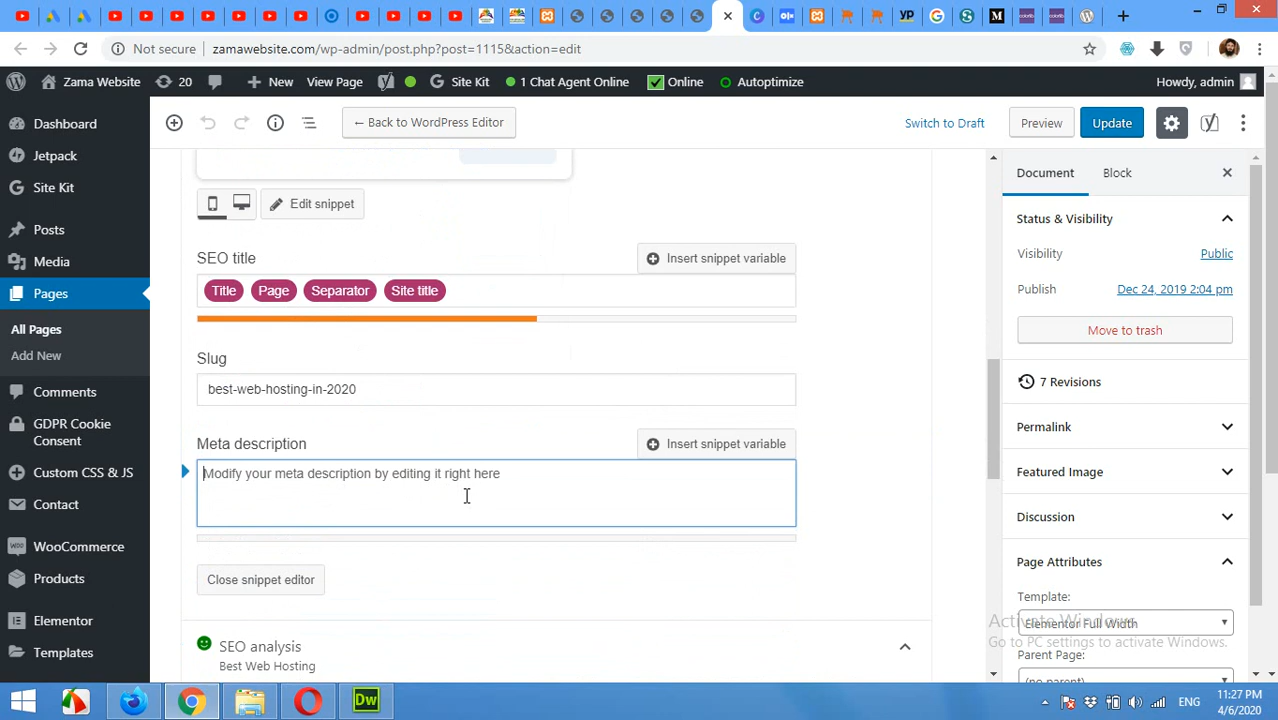 YP
G
S
M
Not secure
zamawebsite.com/wp-admin/post.php?post=1115&action=edit
Zama Website
20
New
View Page
Site Kit
1 Chat Agent Online
Online
Autoptimize
Howdy, admin
Dashboard
Jetpack
Site Kit
Posts
Media
Pages
All Pages
Add New
Comments
GDPR Cookie
Consent
Custom CSS & JS
Contact
WooCommerce
Products
Elementor
Templates
← Back to WordPress Editor
Switch to Draft
Preview
Update
Edit snippet
SEO title
Insert snippet variable
Title
Page
Separator
Site title
Slug
best-web-hosting-in-2020
Meta description
Insert snippet variable
Modify your meta description by editing it right here
Close snippet editor
SEO analysis
Best Web Hosting
Document
Block
Status & Visibility
Visibility
Public
Publish
Dec 24, 2019 2:04 pm
Move to trash
7 Revisions
Permalink
Featured Image
Discussion
Page Attributes
Template:
Elementor Full Width
Activate Windows
Go to PC settings to activate Windows.
Parent Page:
(no parent)
Dw
ENG
11:27 PM
4/6/2020